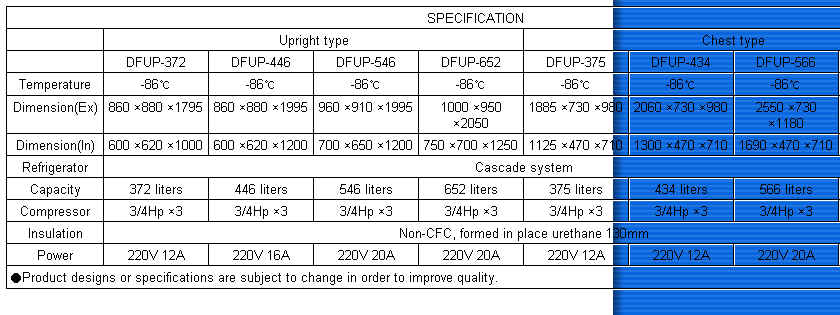 SPECIFICATION
Upright type Chest type
DFUP-372 DFUP-446 DFUP-546 DFUP-652 DFUP-375 DFUP-434 DFUP-566
Temperature -86℃ -86℃ -86℃ -86℃ -86℃ -86℃ -86℃
Dimension(Ex) 860 ×880 ×1795 860 ×880 ×1995 960 ×910 ×1995 1000 ×950 ×2050 1885 ×730 ×980 2060 ×730 ×980 2550 ×730 ×1180
Dimension(In) 600 ×620 ×1000 600 ×620 ×1200 700 ×650 ×1200 750 ×700 ×1250 1125 ×470 ×710 1300 ×470 ×710 1690 ×470 ×710
Refrigerator Cascade system
Capacity 372 liters 446 liters 546 liters 652 liters 375 liters 434 liters 566 liters
Compressor 3/4Hp ×3 3/4Hp ×3 3/4Hp ×3 3/4Hp ×3 3/4Hp ×3 3/4Hp ×3 3/4Hp ×3
Insulation Non-CFC, formed in place urethane 130mm
Power 220V 12A 220V 16A 220V 20A 220V 20A 220V 12A 220V 12A 220V 20A
●Product designs or specifications are subject to change in order to improve quality.